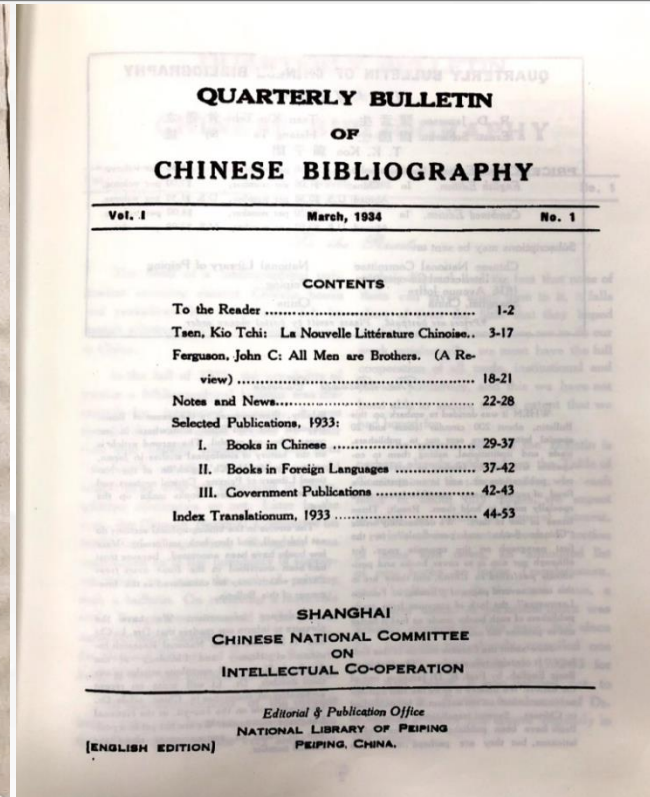 QUARTERLY BULLETIN
OF
CHINESE BIBLIOGRAPHY
Vol. I March, 1934 No. 1
CONTENTS
To the Reader ........................................ 1-2
Tsen, Kio Tchi: La Nouvelle Littérature Chinoise.. 3-17
Ferguson, John C: All Men are Brothers. (A Re-
view) ........................................ 18-21
Notes and News........................................ 22-28
Selected Publications, 1933:
I. Books in Chinese ........................ 29-37
II. Books in Foreign Languages .............. 37-42
III. Government Publications ................. 42-43
Index Translationum, 1933 ........................ 44-53
SHANGHAI
CHINESE NATIONAL COMMITTEE
ON
INTELLECTUAL CO-OPERATION
Editorial & Publication Office
NATIONAL LIBRARY OF PEIPING
[ENGLISH EDITION] PEIPING, CHINA.